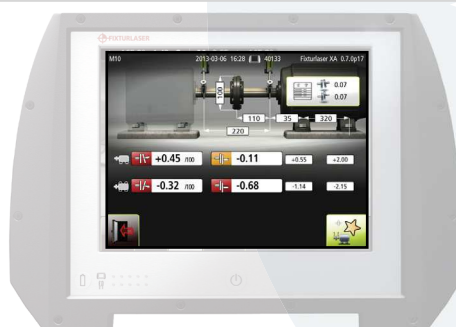 FIXTURLASER
M10 2013-03-06 16:28 40133 Fixturlaser XA 0.7.0p17
100
0.07
0.07
110 35 320
220
+0.45 /100 -0.11 +0.55 +2.00
-0.32 /100 -0.68 -1.14 -2.15